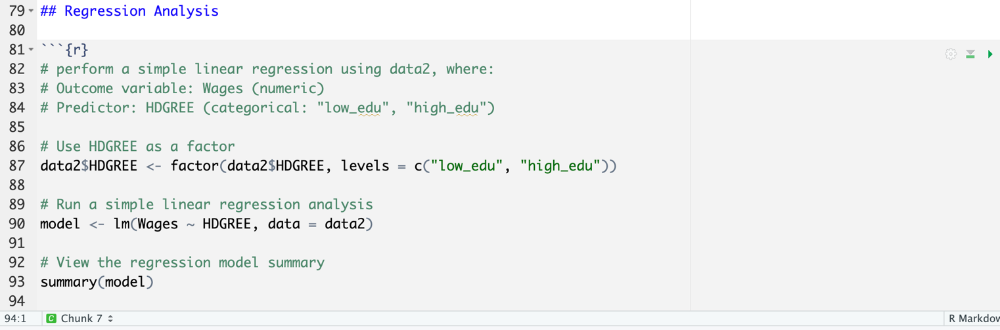 79 ## Regression Analysis
80
81 ```{r}
82 # perform a simple linear regression using data2, where:
83 # Outcome variable: Wages (numeric)
84 # Predictor: HDGREE (categorical: "low_edu", "high_edu")
85
86 # Use HDGREE as a factor
87 data2$HDGREE <- factor(data2$HDGREE, levels = c("low_edu", "high_edu"))
88
89 # Run a simple linear regression analysis
90 model <- lm(Wages ~ HDGREE, data = data2)
91
92 # View the regression model summary
93 summary(model)
94
94:1 C Chunk 7 R Markdow